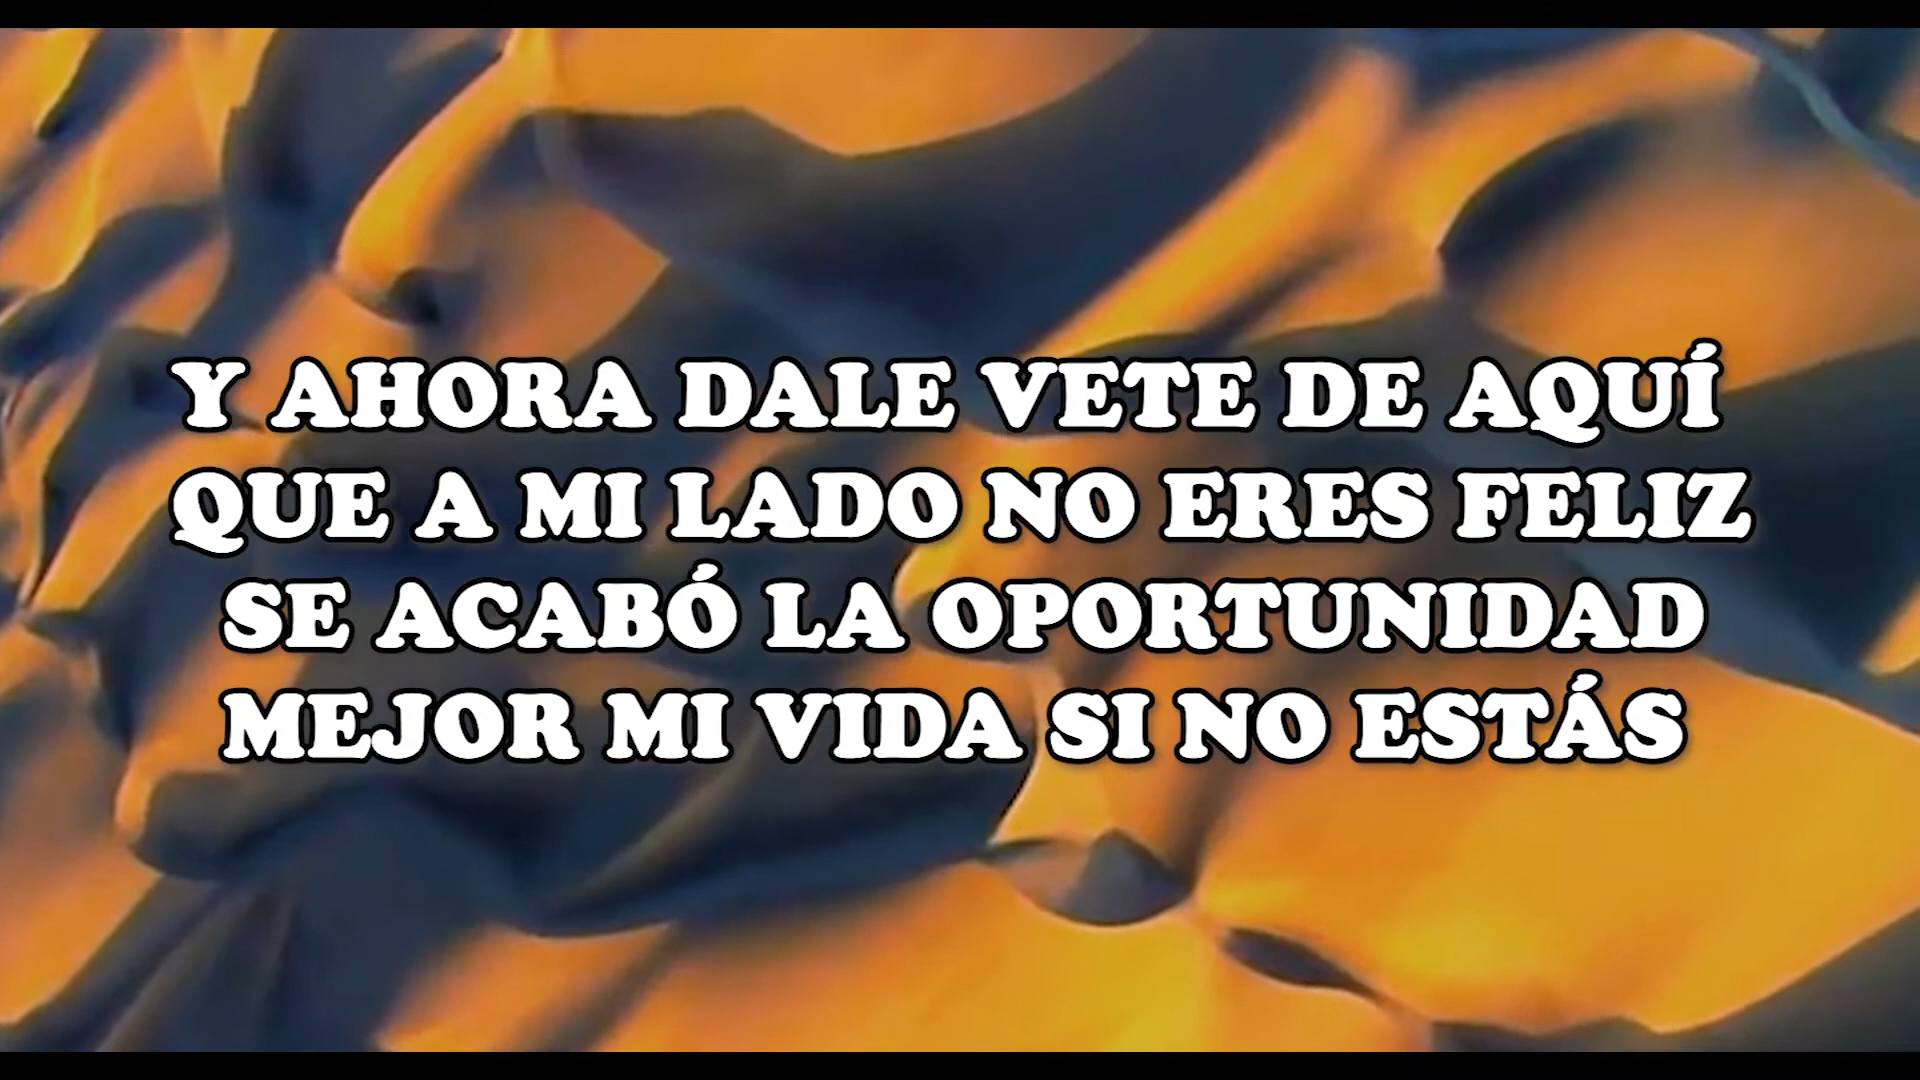 Y AHORA DALE VETE DE AQUÍ
QUE A MI LADO NO ERES FELIZ
SE ACABÓ LA OPORTUNIDAD
MEJOR MI VIDA SI NO ESTÁS